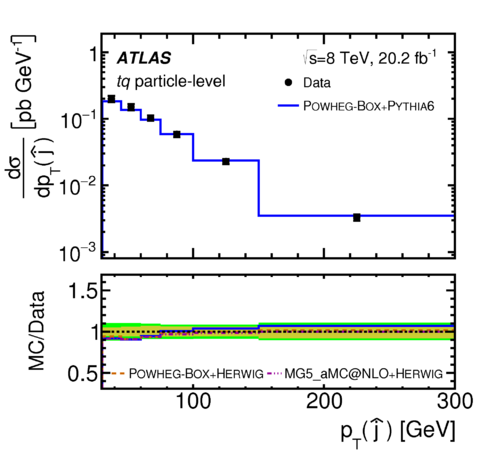 ATLAS √s=8 TeV, 20.2 fb⁻¹
tq particle-level
Data
POWHEG-BOX+PYTHIA6
dσ/dp_T(ĵ) [pb GeV⁻¹]
1
10⁻¹
10⁻²
10⁻³
MC/Data
1.5
1
0.5
POWHEG-BOX+HERWIG MG5_aMC@NLO+HERWIG
100 200 300
p_T(ĵ) [GeV]